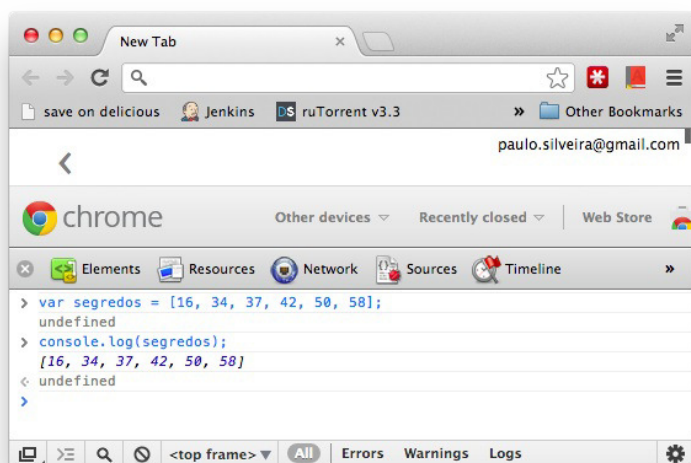 New Tab
save on delicious Jenkins DS ruTorrent v3.3 » Other Bookmarks
paulo.silveira@gmail.com
chrome Other devices Recently closed Web Store
Elements Resources Network Sources Timeline »
> var segredos = [16, 34, 37, 42, 50, 58];
undefined
> console.log(segredos);
[16, 34, 37, 42, 50, 58]
undefined
>
<top frame> All Errors Warnings Logs